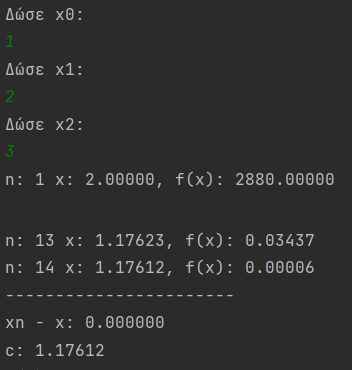 Δώσε x0:
1
Δώσε x1:
2
Δώσε x2:
3
n: 1 x: 2.00000, f(x): 2880.00000
n: 13 x: 1.17623, f(x): 0.03437
n: 14 x: 1.17612, f(x): 0.00006
-----------------------
xn - x: 0.000000
c: 1.17612